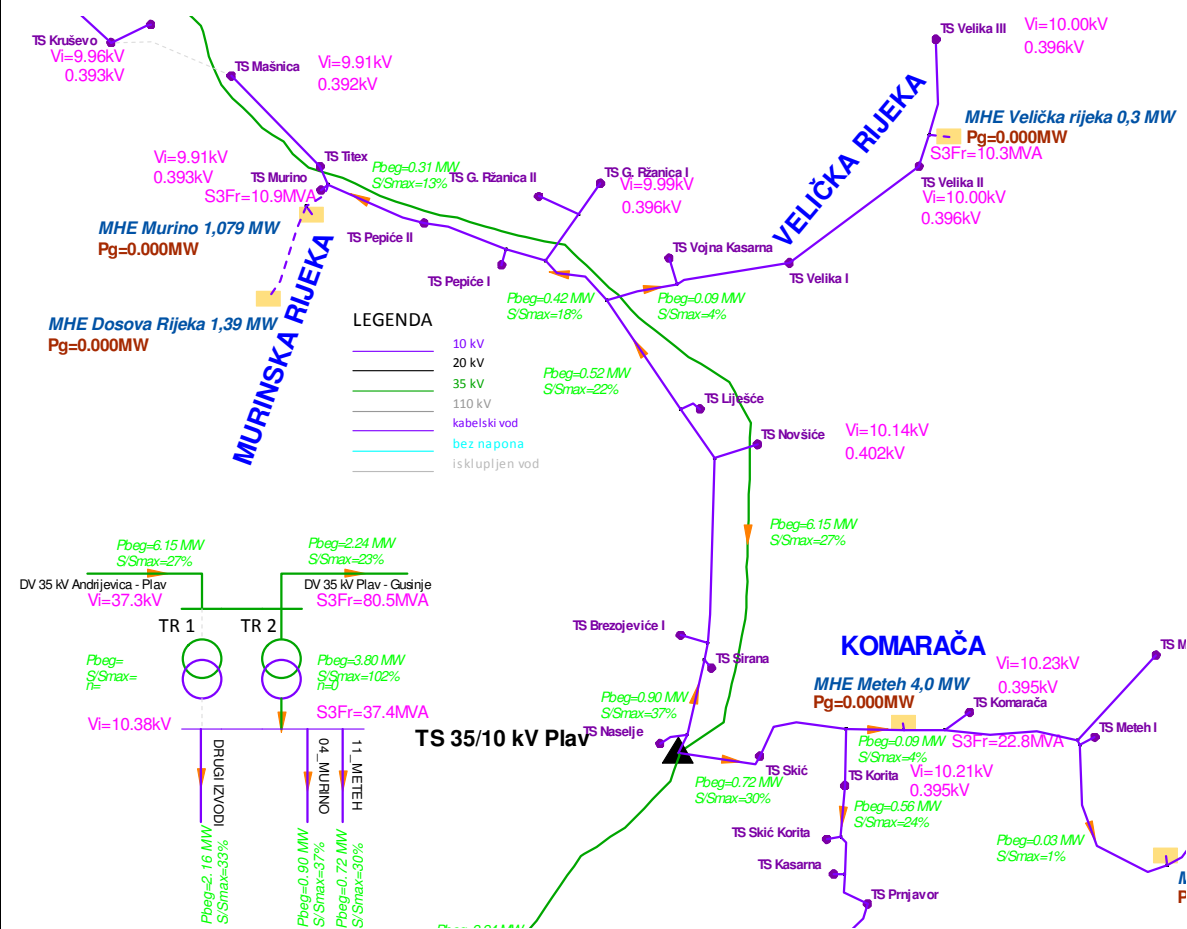 TS Kruševo
Vi=9.96kV
0.393kV
TS Mašnica
Vi=9.91kV
0.392kV
TS Velika III
Vi=10.00kV
0.396kV
MHE Velička rijeka 0,3 MW
Pg=0.000MW
S3Fr=10.3MVA
TS Velika II
Vi=10.00kV
0.396kV
VELIČKA RIJEKA
Vi=9.91kV
0.393kV
TS Titex
TS Murino
S3Fr=10.9MVA
Pbeg=0.31 MW
S/Smax=13%
TS G. Ržanica II
TS G. Ržanica I
Vi=9.99kV
0.396kV
MHE Murino 1,079 MW
Pg=0.000MW
TS Pepiće II
TS Pepiće I
TS Vojna Kasarna
TS Velika I
MHE Dosova Rijeka 1,39 MW
Pg=0.000MW
MURINSKA RIJEKA
Pbeg=0.42 MW
S/Smax=18%
Pbeg=0.09 MW
S/Smax=4%
LEGENDA
10 kV
20 kV
35 kV
110 kV
kabelski vod
bez napona
isklupljen vod
Pbeg=0.52 MW
S/Smax=22%
TS Liješće
TS Novšiće
Vi=10.14kV
0.402kV
Pbeg=6.15 MW
S/Smax=27%
Pbeg=6.15 MW
S/Smax=27%
Pbeg=2.24 MW
S/Smax=23%
DV 35 kV Andrijevica - Plav
DV 35 kV Plav - Gusinje
Vi=37.3kV
S3Fr=80.5MVA
TR 1
TR 2
Pbeg=
S/Smax=
n=
Pbeg=3.80 MW
S/Smax=102%
n=0
Vi=10.38kV
S3Fr=37.4MVA
DRUGI IZVODI
04_MURINO
11_METEH
Pbeg=2.16 MW
S/Smax=33%
Pbeg=0.90 MW
S/Smax=37%
Pbeg=0.72 MW
S/Smax=30%
TS Brezojeviće I
TS Sirana
Pbeg=0.90 MW
S/Smax=37%
TS Naselje
TS 35/10 kV Plav
KOMARAČA
MHE Meteh 4,0 MW
Pg=0.000MW
Vi=10.23kV
0.395kV
TS Komarača
TS M
TS Meteh I
Pbeg=0.09 MW
S/Smax=4%
S3Fr=22.8MVA
TS Skić
Pbeg=0.72 MW
S/Smax=30%
TS Korita
Vi=10.21kV
0.395kV
Pbeg=0.56 MW
S/Smax=24%
TS Skić Korita
TS Kasarna
TS Prnjavor
Pbeg=0.03 MW
S/Smax=1%
M
P